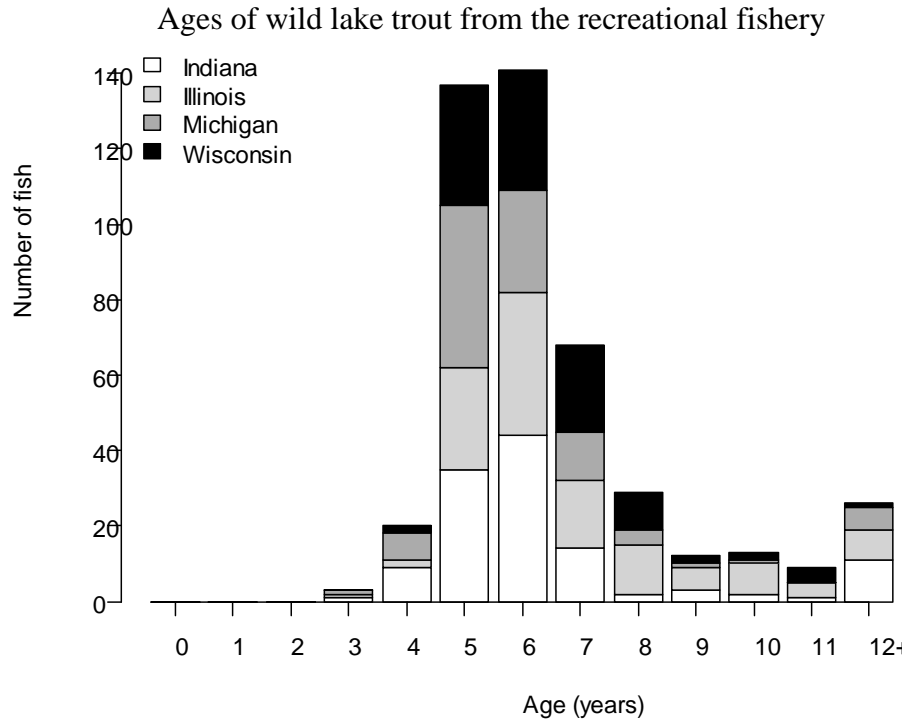 Ages of wild lake trout from the recreational fishery
Indiana
Illinois
Michigan
Wisconsin
Number of fish
140
120
100
80
60
40
20
0
0 1 2 3 4 5 6 7 8 9 10 11 12+
Age (years)